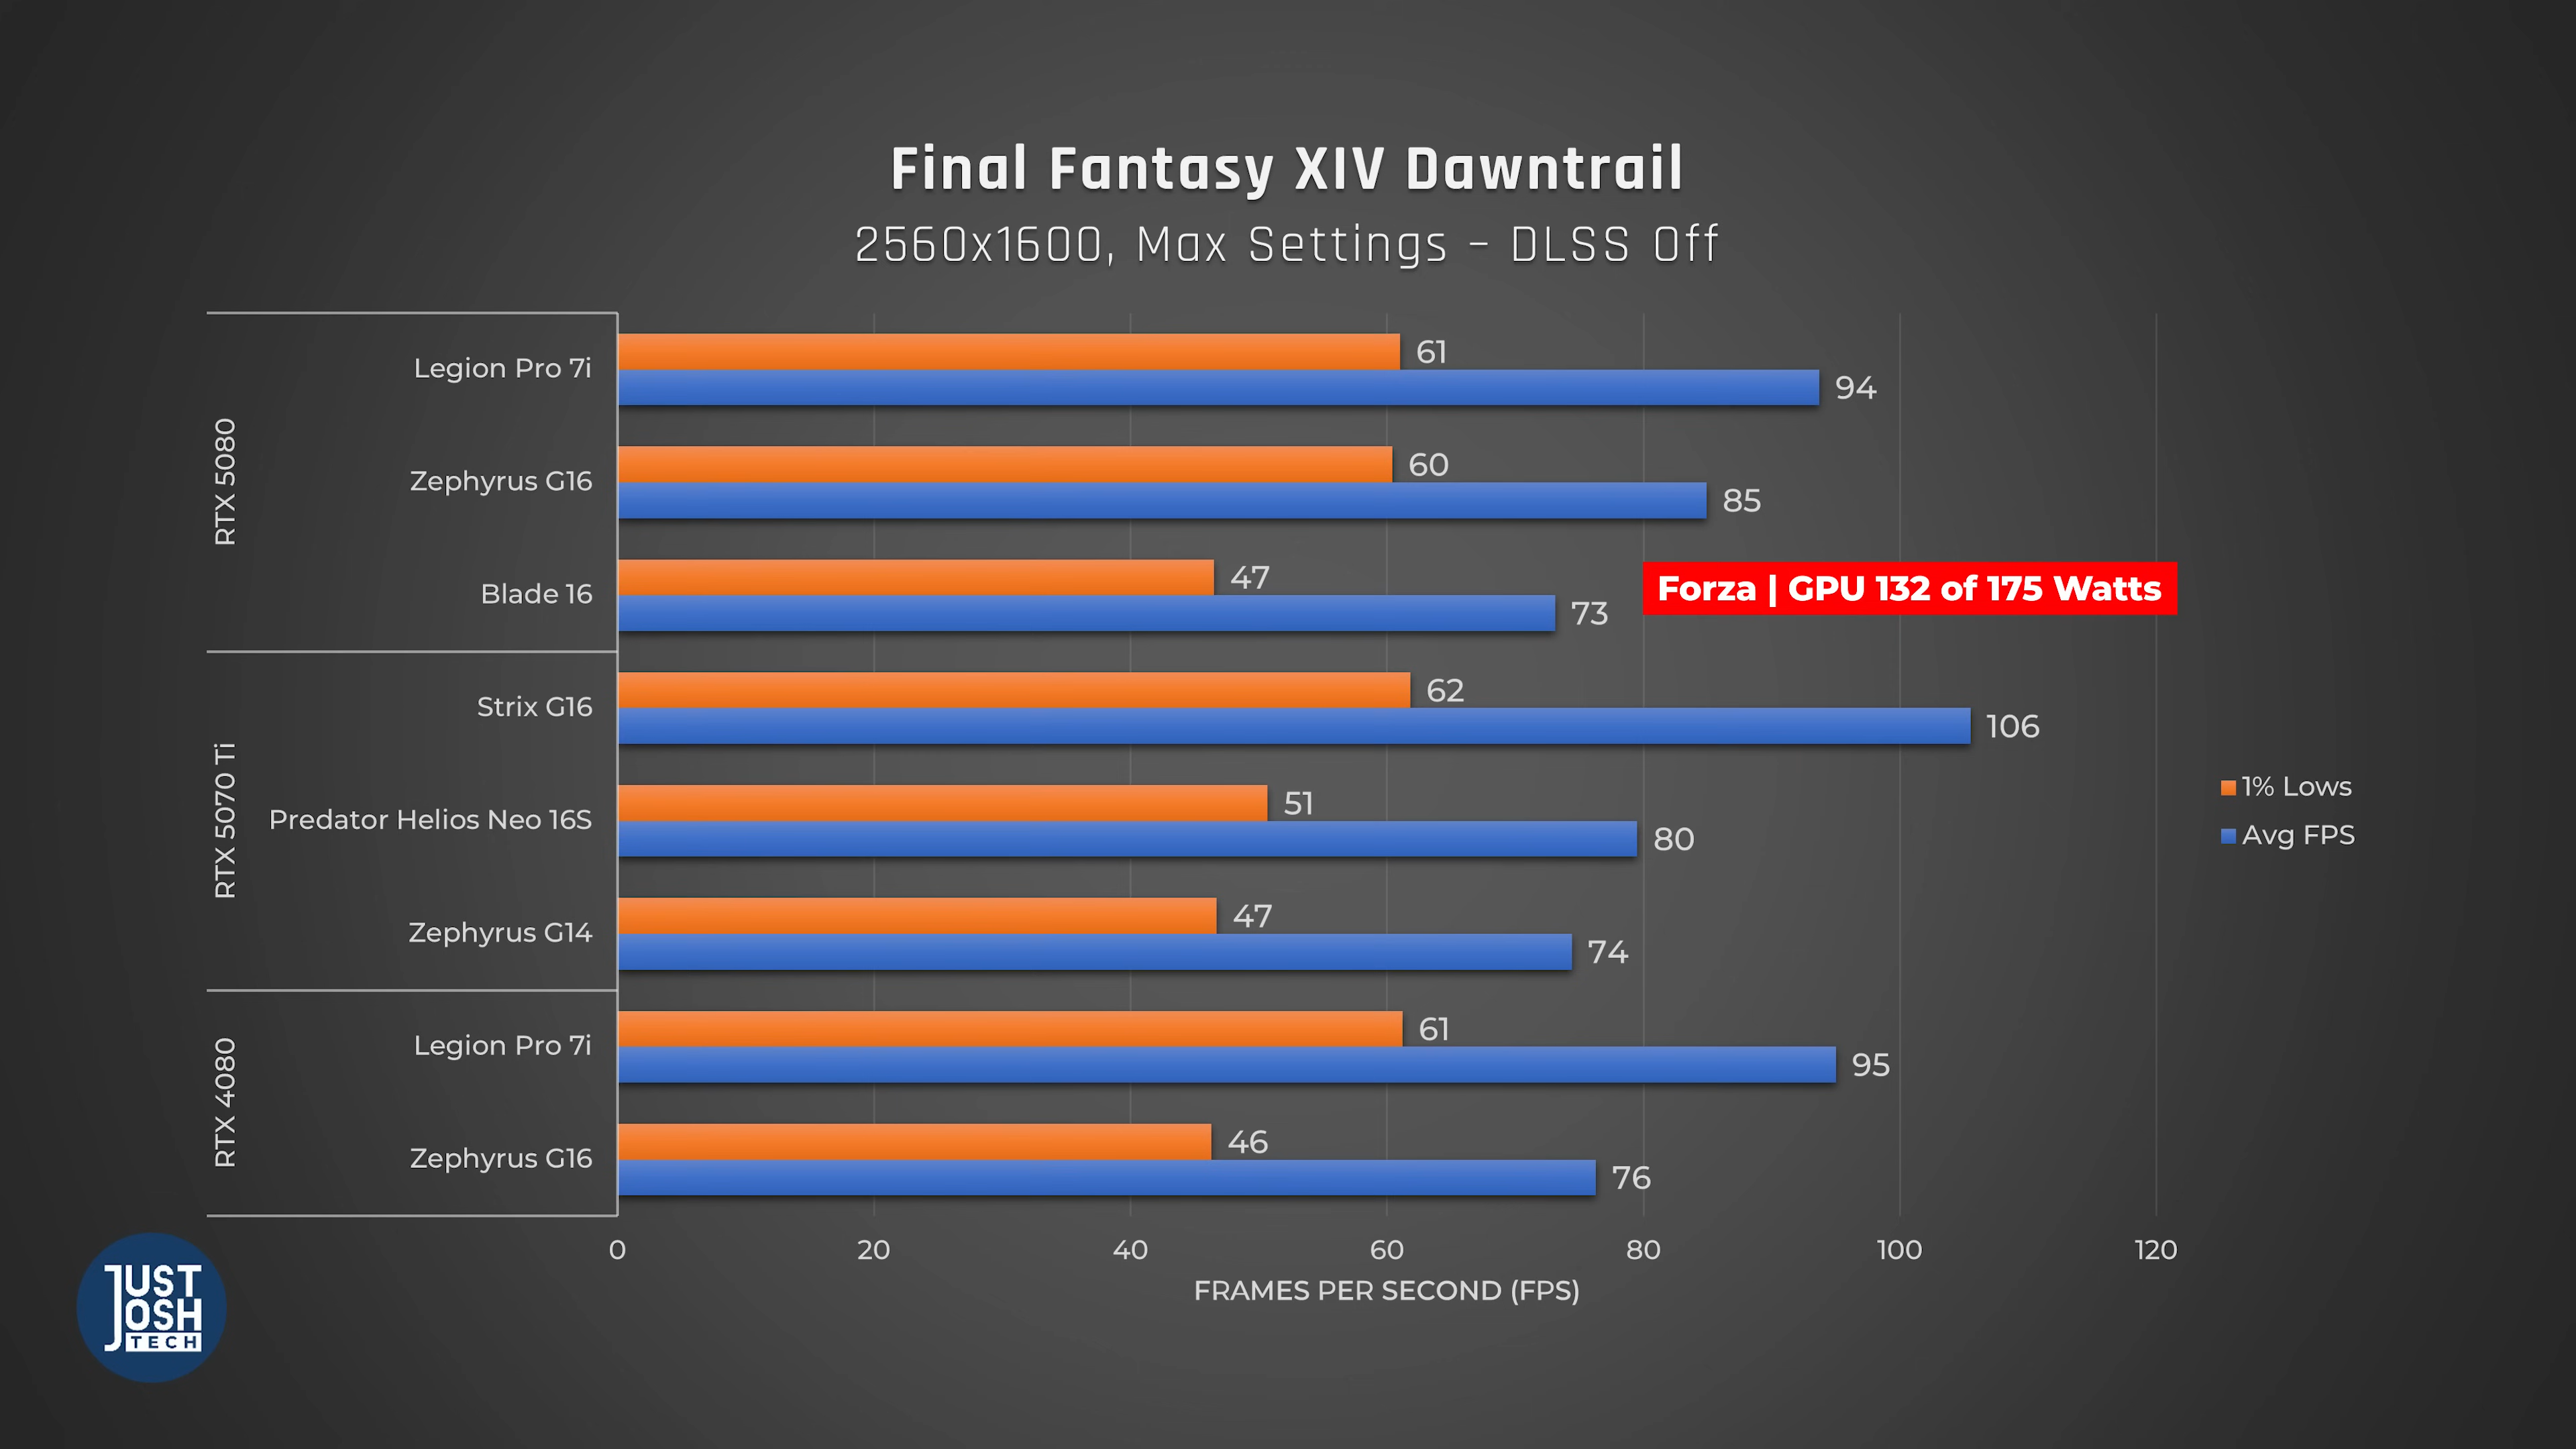 Final Fantasy XIV Dawntrail
2560x1600, Max Settings – DLSS Off
RTX 5080
Legion Pro 7i
61
94
Zephyrus G16
60
85
Blade 16
47
73
Forza | GPU 132 of 175 Watts
RTX 5070 Ti
Strix G16
62
106
Predator Helios Neo 16S
51
80
Zephyrus G14
47
74
RTX 4080
Legion Pro 7i
61
95
Zephyrus G16
46
76
1% Lows
Avg FPS
0 20 40 60 80 100 120
FRAMES PER SECOND (FPS)
JUST
JOSH
TECH